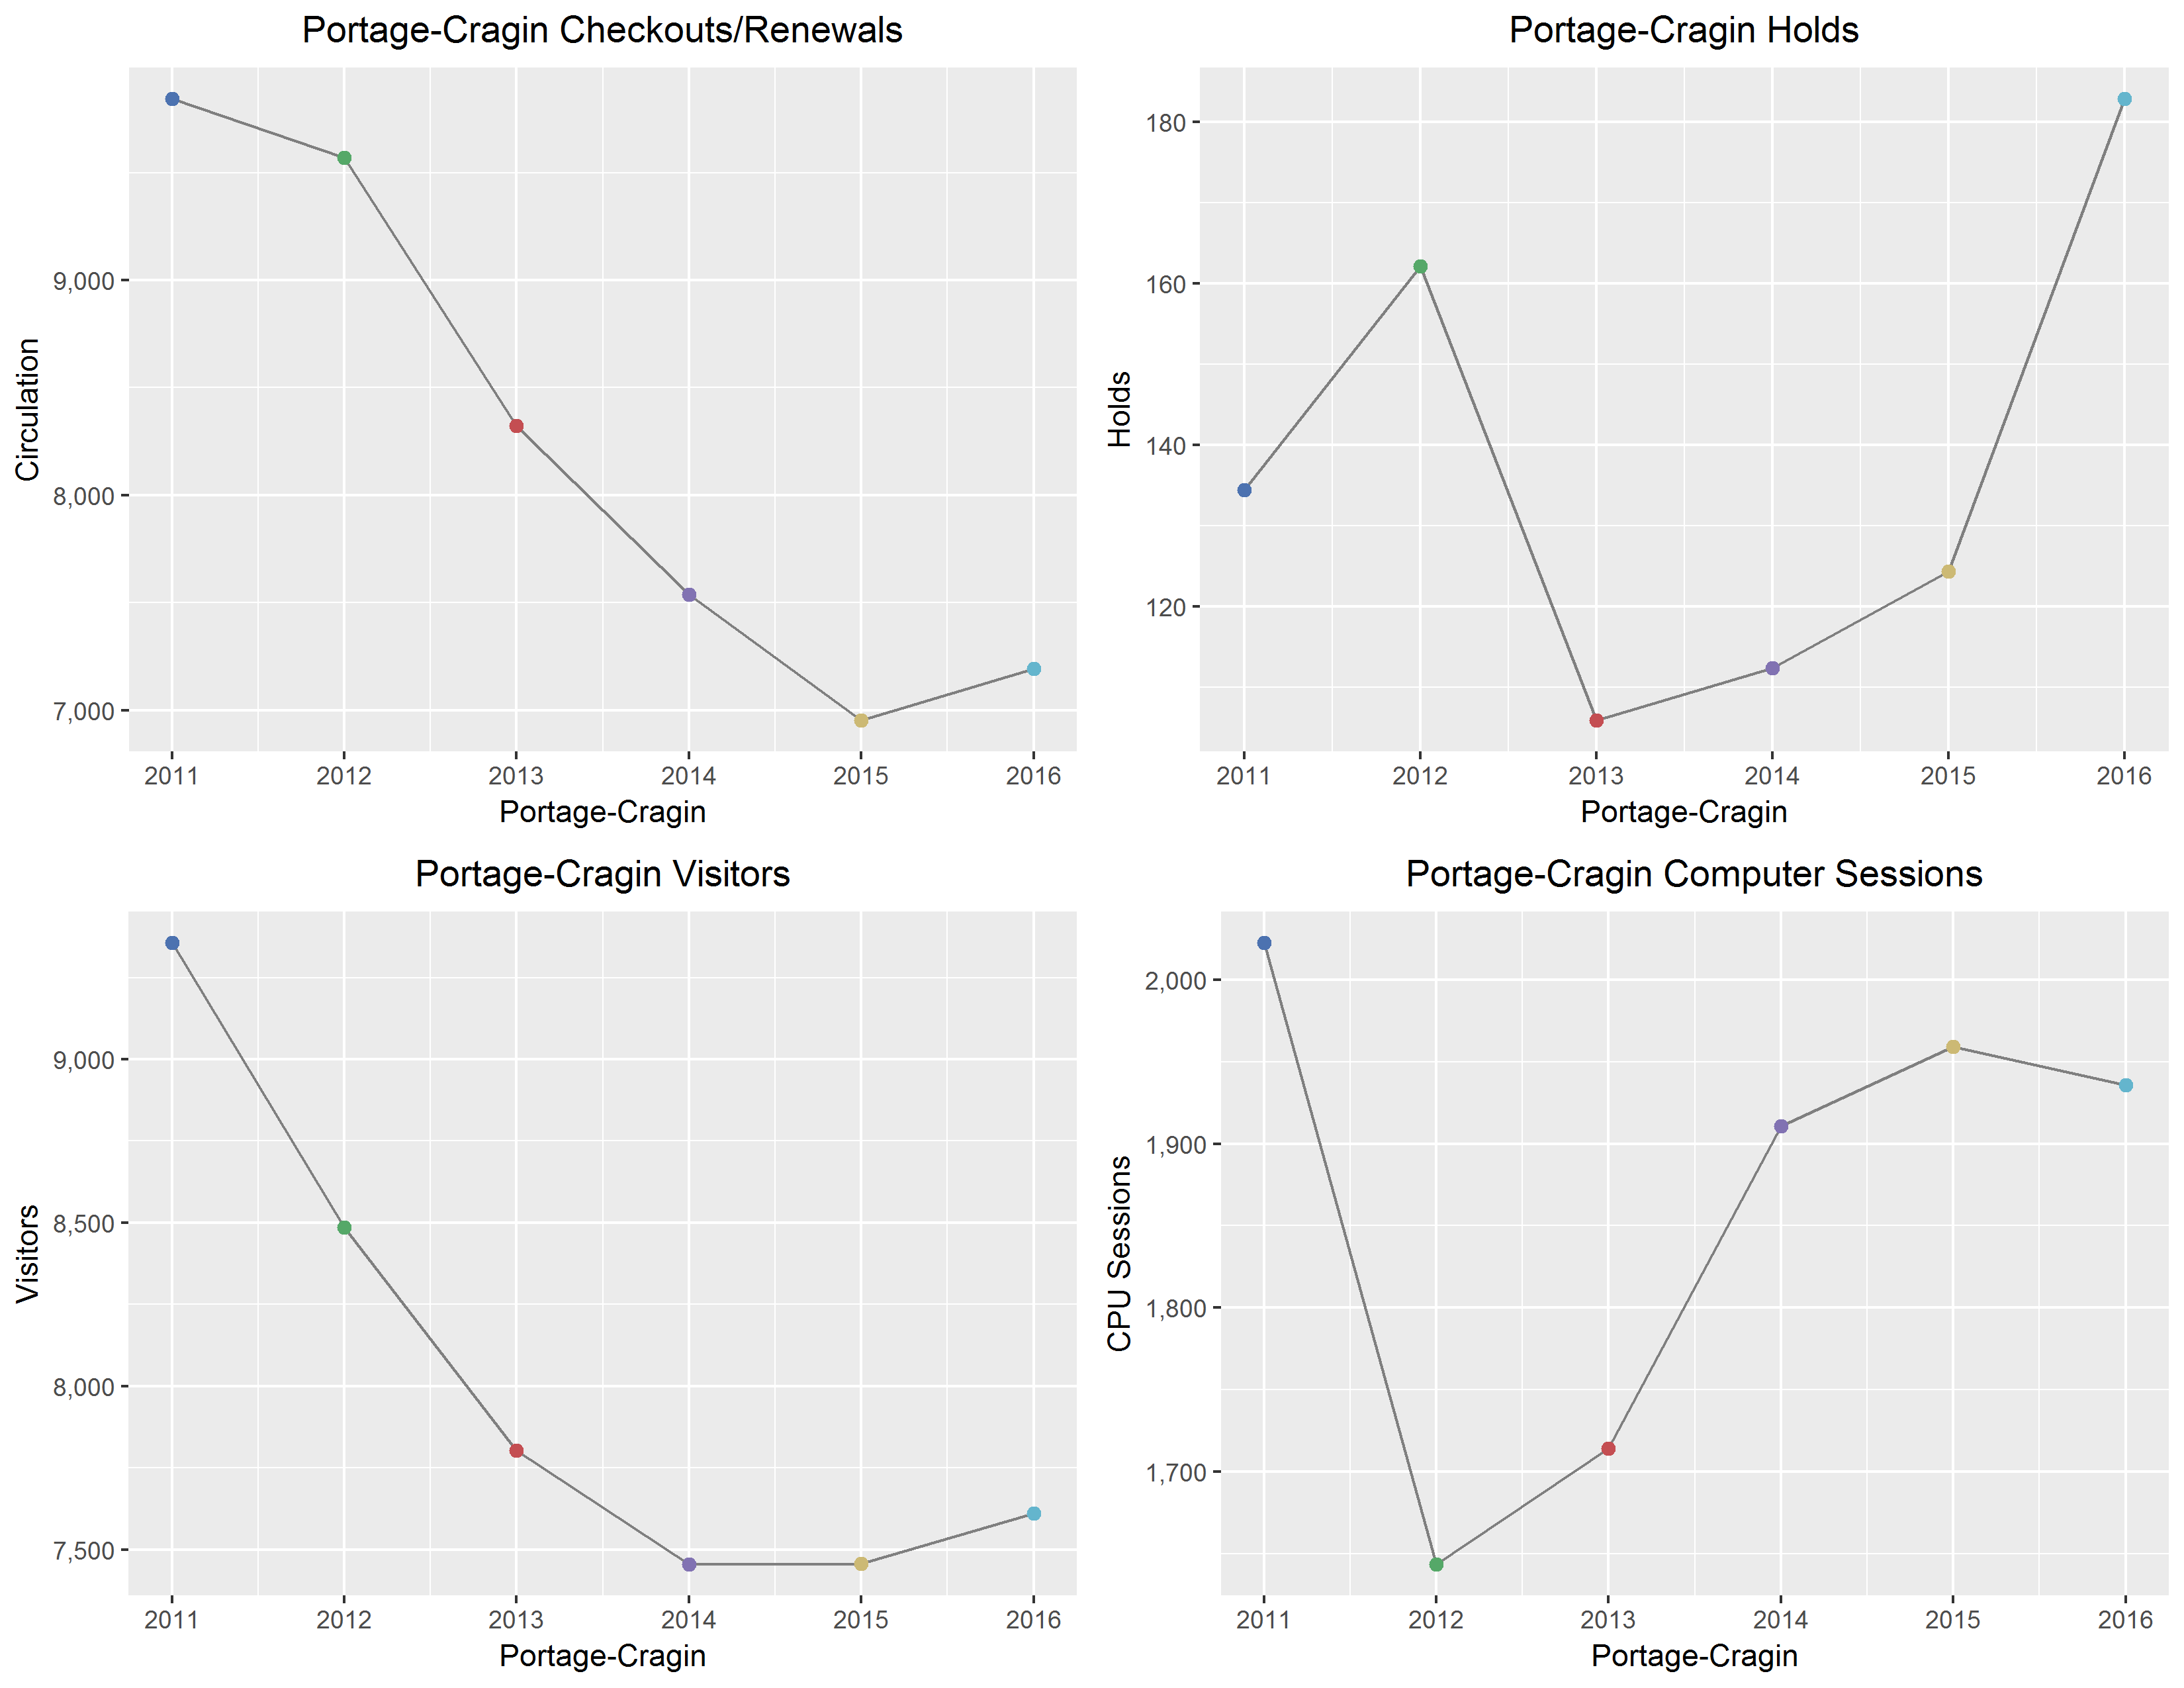 Portage-Cragin Checkouts/Renewals
Circulation
9,000
8,000
7,000
2011 2012 2013 2014 2015 2016
Portage-Cragin
Portage-Cragin Holds
Holds
180
160
140
120
2011 2012 2013 2014 2015 2016
Portage-Cragin
Portage-Cragin Visitors
Visitors
9,000
8,500
8,000
7,500
2011 2012 2013 2014 2015 2016
Portage-Cragin
Portage-Cragin Computer Sessions
CPU Sessions
2,000
1,900
1,800
1,700
2011 2012 2013 2014 2015 2016
Portage-Cragin